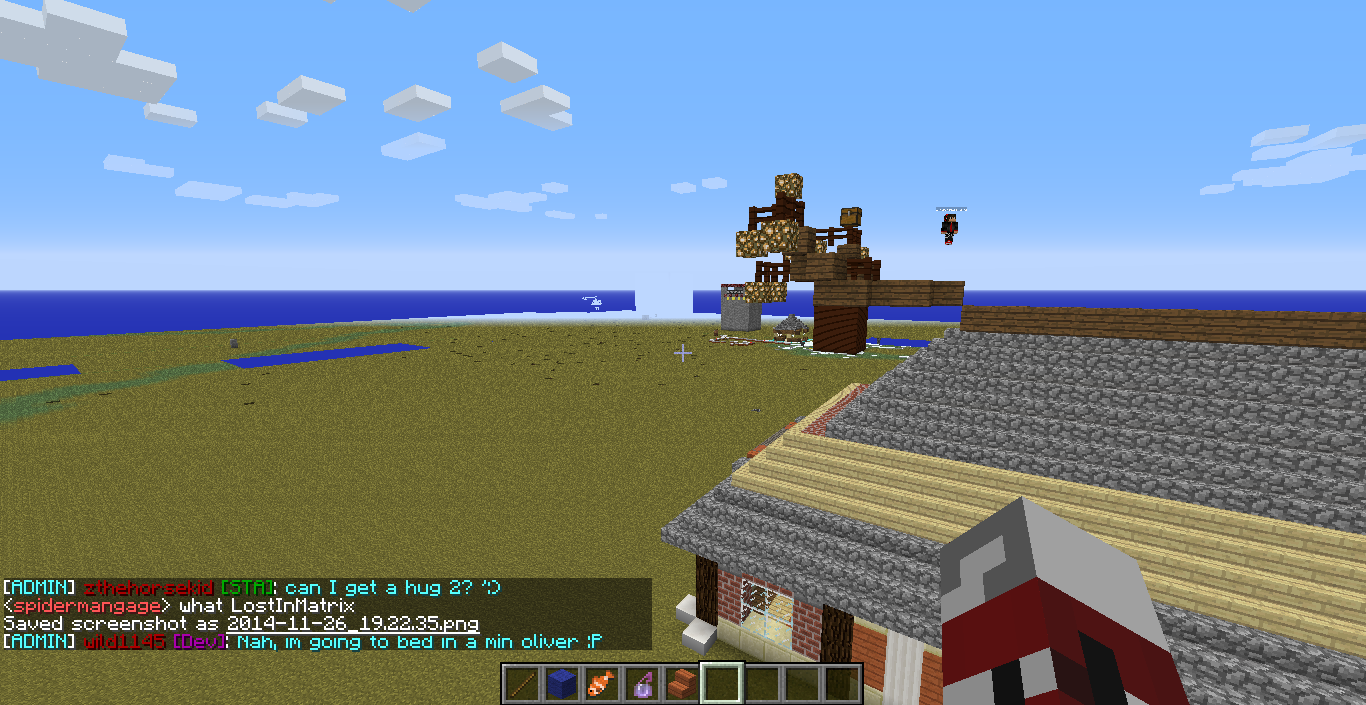 [ADMIN] zthehorsekid [STA]: can I get a hug 2? ":)
<spidermangage> what LostInMatrix
Saved screenshot as 2014-11-26_19.22.35.png
[ADMIN] wild1145 [Dev]: Nah, im going to bed in a min oliver :P